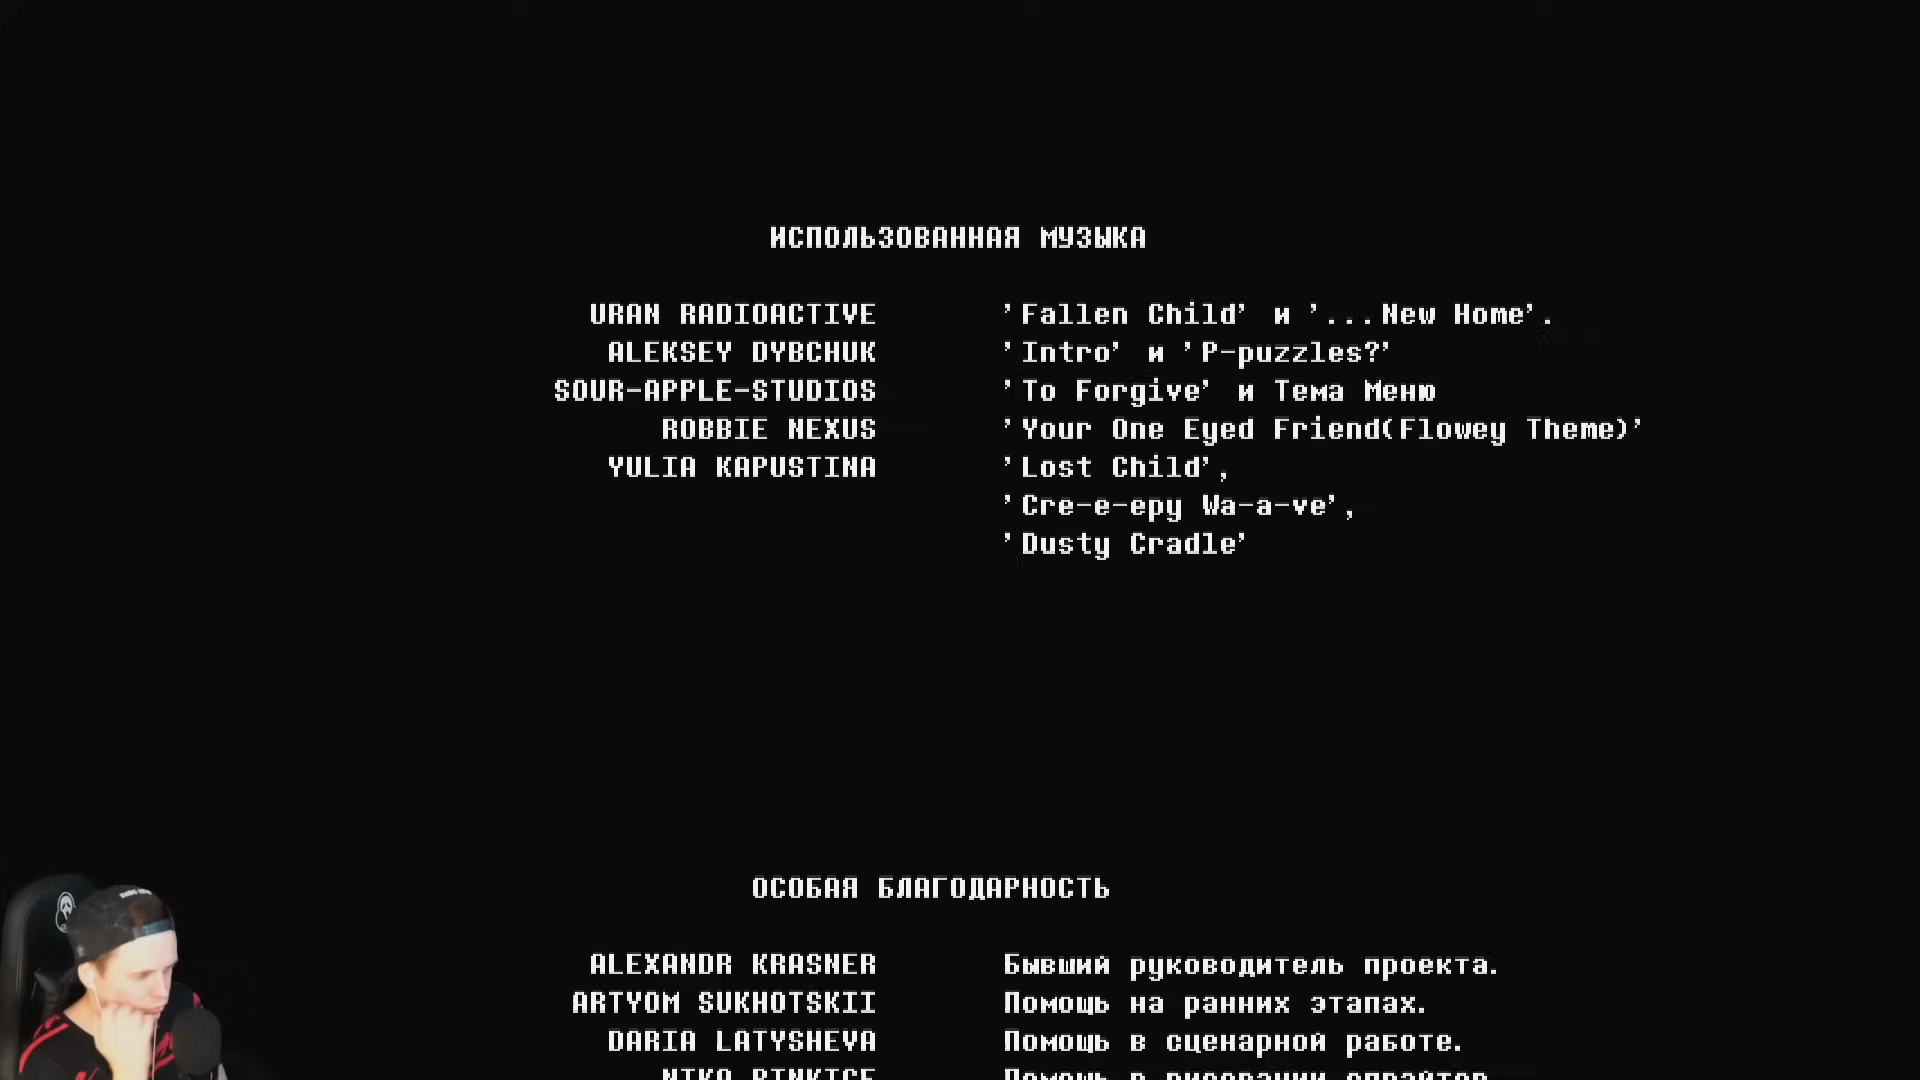 ИСПОЛЬЗОВАННАЯ МУЗЫКА
URAN RADIOACTIVE 'Fallen Child' и '...New Home'.
ALEKSEY DYBCHUK 'Intro' и 'P-puzzles?'
SOUR-APPLE-STUDIOS 'To Forgive' и Тема Меню
ROBBIE NEXUS 'Your One Eyed Friend(Flowey Theme)'
YULIA KAPUSTINA 'Lost Child',
'Cre-e-epy Wa-a-ve',
'Dusty Cradle'
ОСОБАЯ БЛАГОДАРНОСТЬ
ALEXANDR KRASNER Бывший руководитель проекта.
ARTYOM SUKHOTSKII Помощь на ранних этапах.
DARIA LATYSHEVA Помощь в сценарной работе.
Помощь в